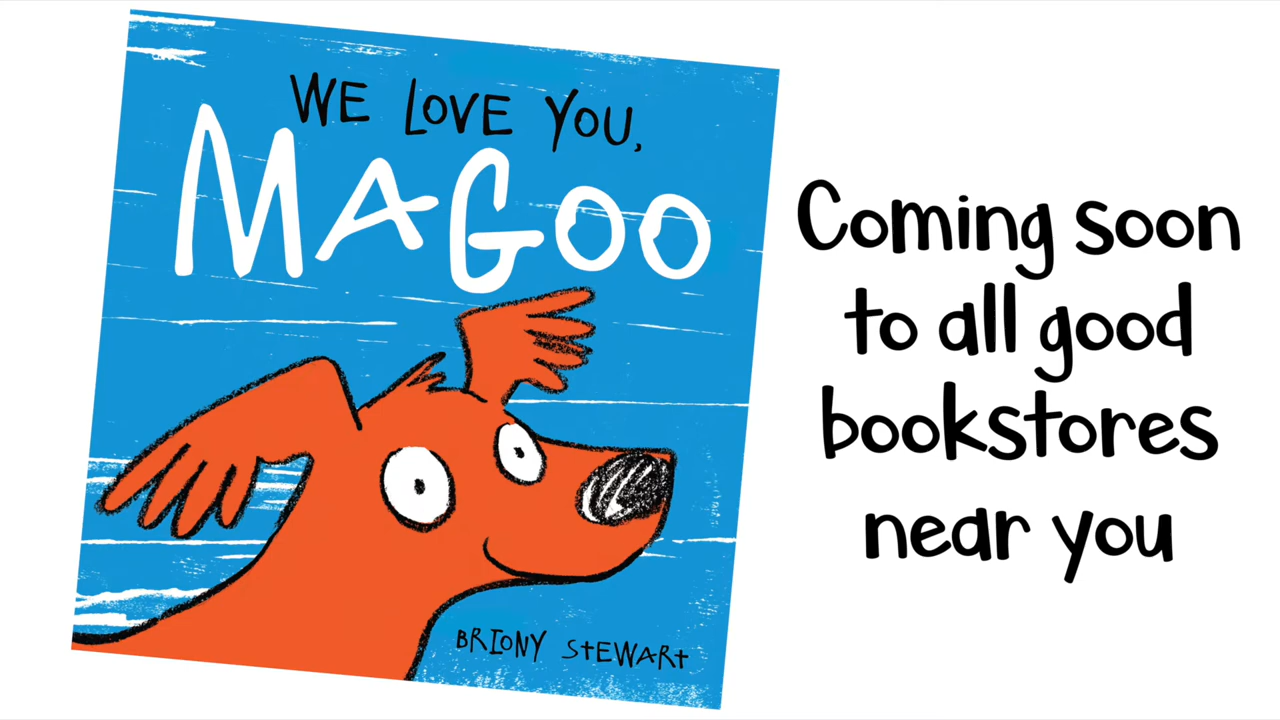 WE LOVE YOU,
MAGOO
BRIONY STEWART
Coming soon
to all good
bookstores
near you